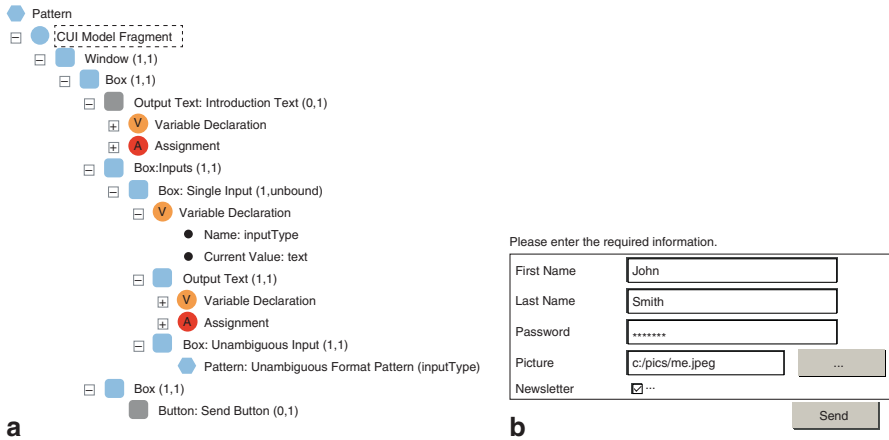 Pattern
CUI Model Fragment
Window (1,1)
Box (1,1)
Output Text: Introduction Text (0,1)
V Variable Declaration
A Assignment
Box:Inputs (1,1)
Box: Single Input (1,unbound)
V Variable Declaration
Name: inputType
Current Value: text
Output Text (1,1)
V Variable Declaration
A Assignment
Box: Unambiguous Input (1,1)
Pattern: Unambiguous Format Pattern (inputType)
Box (1,1)
Button: Send Button (0,1)
a
Please enter the required information.
First Name John
Last Name Smith
Password *******
Picture c:/pics/me.jpeg ...
Newsletter ...
Send
b